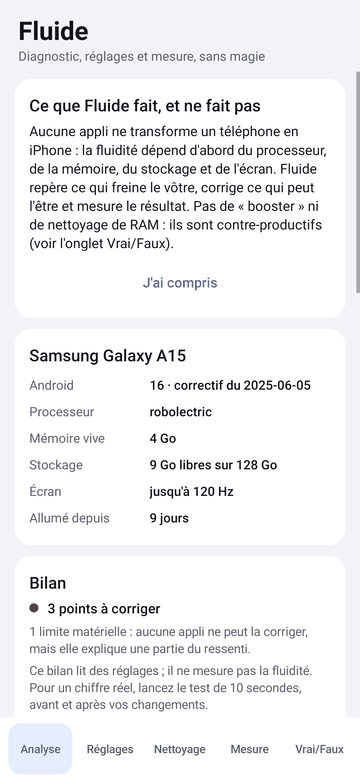 Fluide
Diagnostic, réglages et mesure, sans magie
Ce que Fluide fait, et ne fait pas
Aucune appli ne transforme un téléphone en
iPhone : la fluidité dépend d'abord du processeur,
de la mémoire, du stockage et de l'écran. Fluide
repère ce qui freine le vôtre, corrige ce qui peut
l'être et mesure le résultat. Pas de « booster » ni
de nettoyage de RAM : ils sont contre-productifs
(voir l'onglet Vrai/Faux).
J'ai compris
Samsung Galaxy A15
Android 16 · correctif du 2025-06-05
Processeur robolectric
Mémoire vive 4 Go
Stockage 9 Go libres sur 128 Go
Écran jusqu'à 120 Hz
Allumé depuis 9 jours
Bilan
3 points à corriger
1 limite matérielle : aucune appli ne peut la corriger,
mais elle explique une partie du ressenti.
Ce bilan lit des réglages ; il ne mesure pas la fluidité.
Pour un chiffre réel, lancez le test de 10 secondes,
avant et après vos changements.
Analyse Réglages Nettoyage Mesure Vrai/Faux